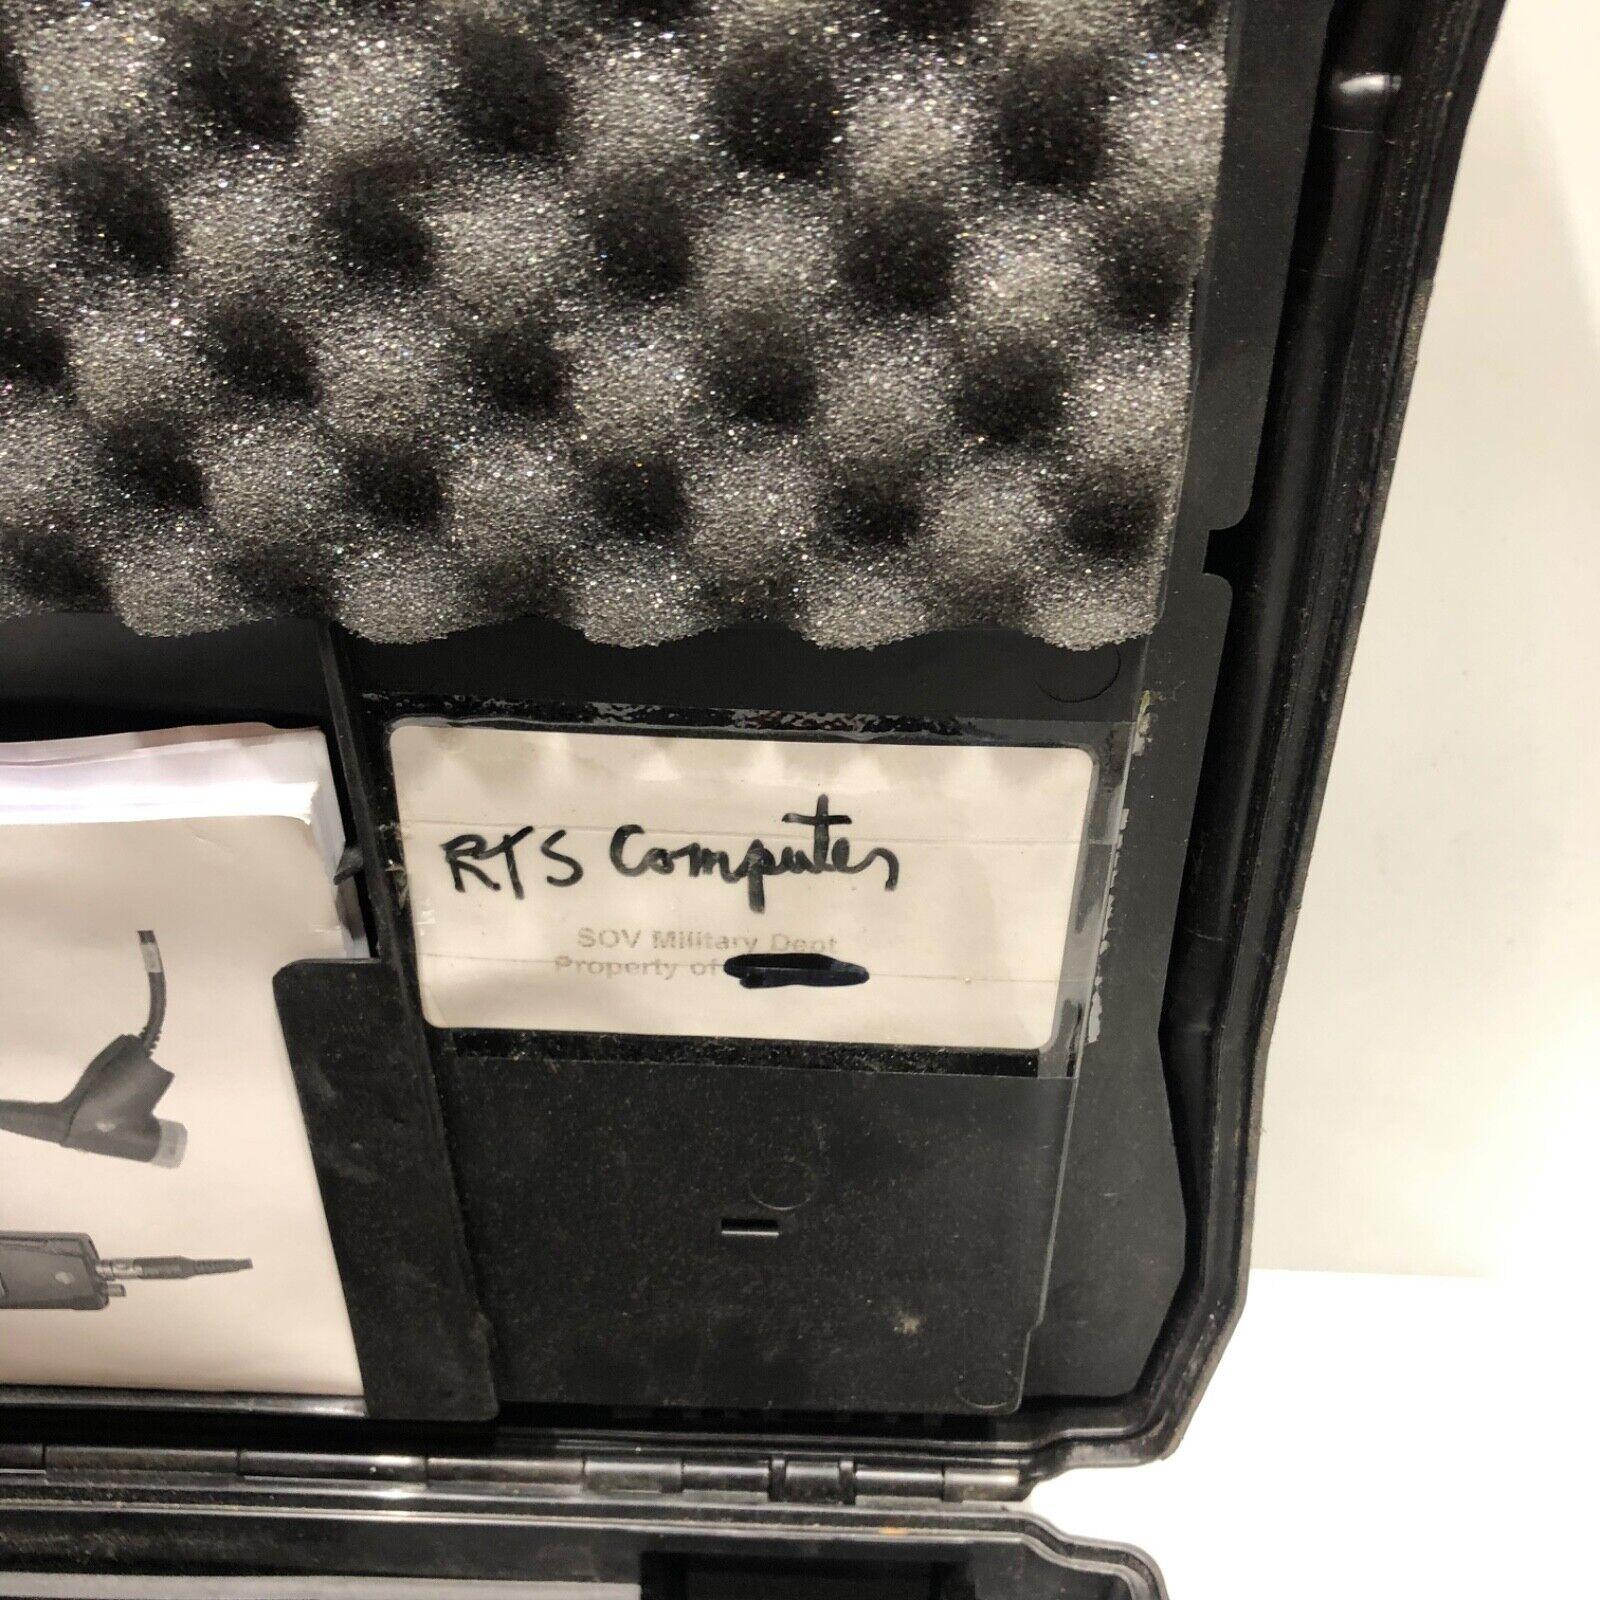 RTS Computer
SOV Military Dept
Property of